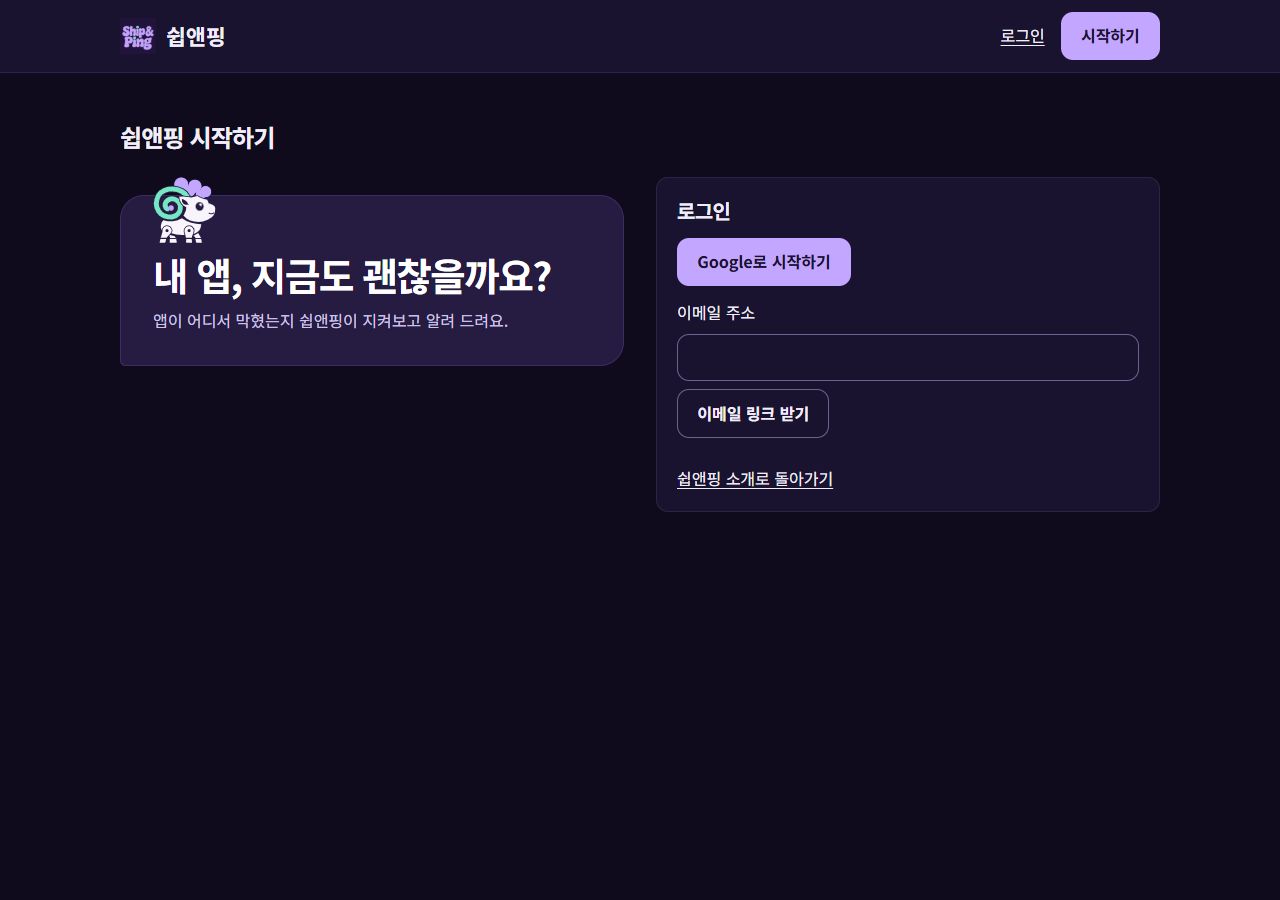 Ship&
Ping
쉽앤핑
로그인
시작하기
쉽앤핑 시작하기
내 앱, 지금도 괜찮을까요?
앱이 어디서 막혔는지 쉽앤핑이 지켜보고 알려 드려요.
로그인
Google로 시작하기
이메일 주소
이메일 링크 받기
쉽앤핑 소개로 돌아가기